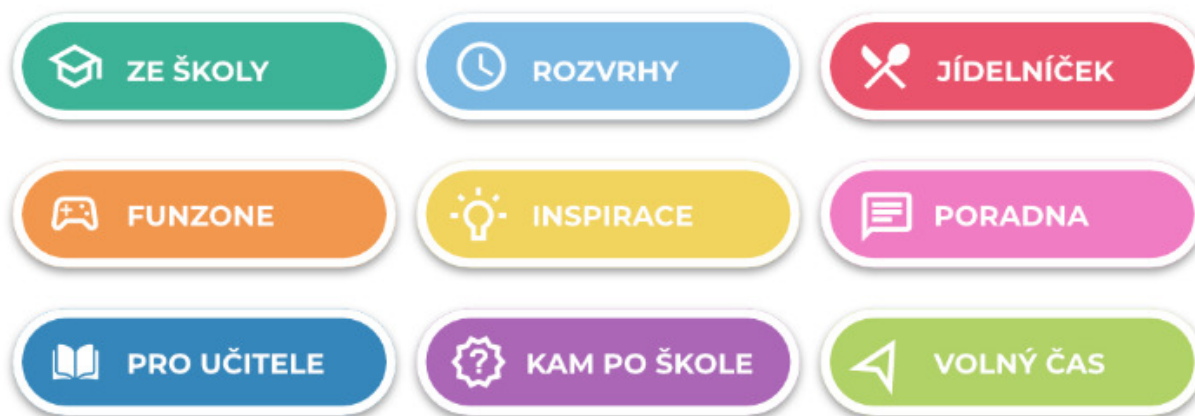 ZE ŠKOLY
ROZVRHY
JÍDELNÍČEK
FUNZONE
INSPIRACE
PORADNA
PRO UČITELE
KAM PO ŠKOLE
VOLNÝ ČAS